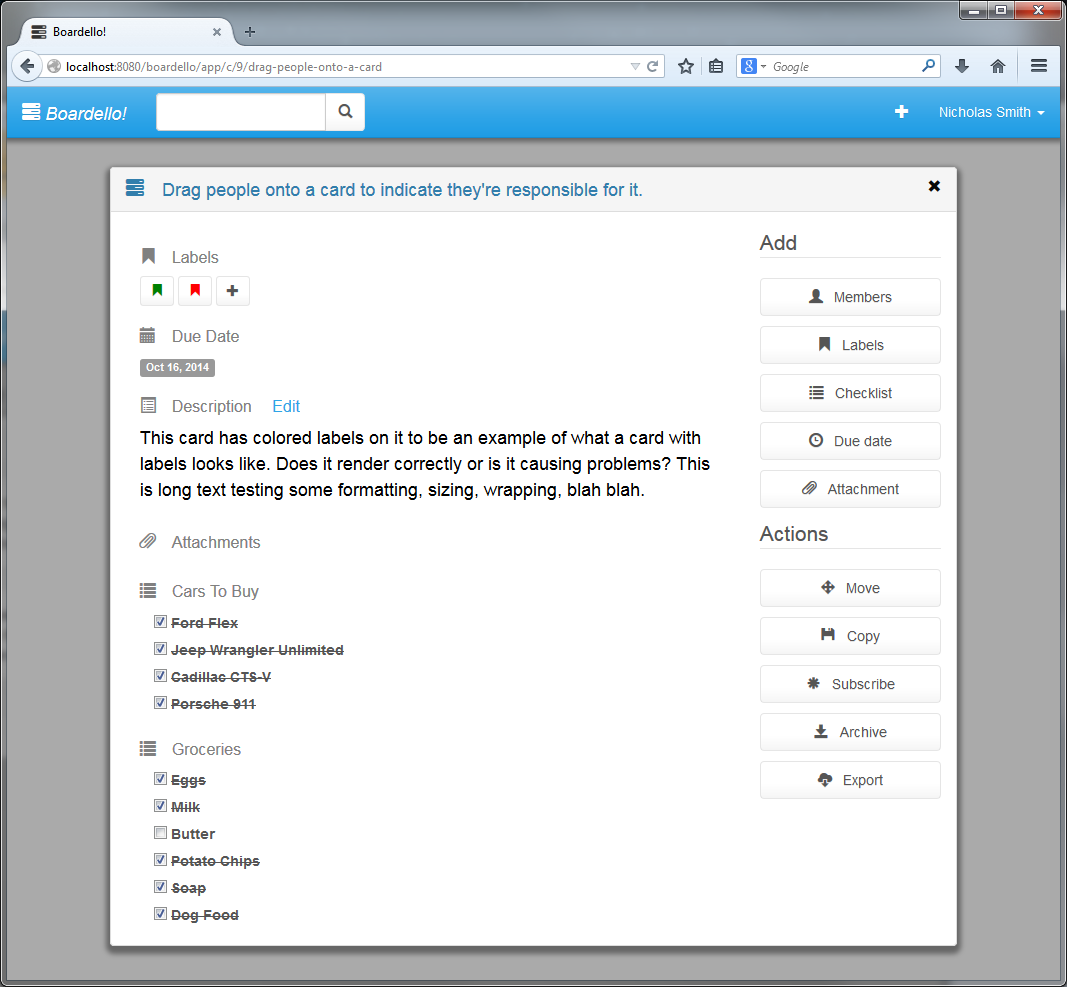 Boardello!
localhost:8080/boardello/app/c/9/drag-people-onto-a-card
8
Google
Boardello!
Nicholas Smith
Drag people onto a card to indicate they're responsible for it.
Labels
Due Date
Oct 16, 2014
Description Edit
This card has colored labels on it to be an example of what a card with
labels looks like. Does it render correctly or is it causing problems? This
is long text testing some formatting, sizing, wrapping, blah blah.
Attachments
Cars To Buy
Ford Flex
Jeep Wrangler Unlimited
Cadillac CTS-V
Porsche 911
Groceries
Eggs
Milk
Butter
Potato Chips
Soap
Dog Food
Add
Members
Labels
Checklist
Due date
Attachment
Actions
Move
Copy
Subscribe
Archive
Export